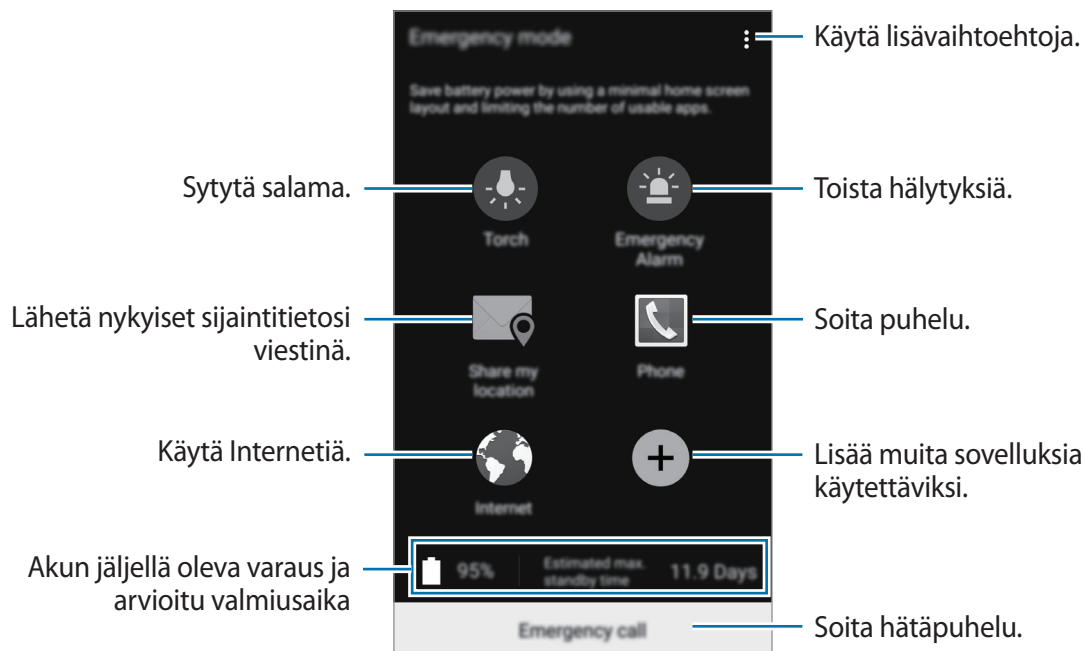 Emergency mode
Käytä lisävaihtoehtoja.
Save battery power by using a minimal home screen
layout and limiting the number of usable apps.
Sytytä salama.
Toista hälytyksiä.
Torch
Emergency
Alarm
Lähetä nykyiset sijaintitietosi
viestinä.
Soita puhelu.
Share my
location
Phone
Käytä Internetiä.
Lisää muita sovelluksia
käytettäviksi.
Internet
Akun jäljellä oleva varaus ja
arvioitu valmiusaika
95%
Estimated max.
standby time
11.9 Days
Emergency call
Soita hätäpuhelu.